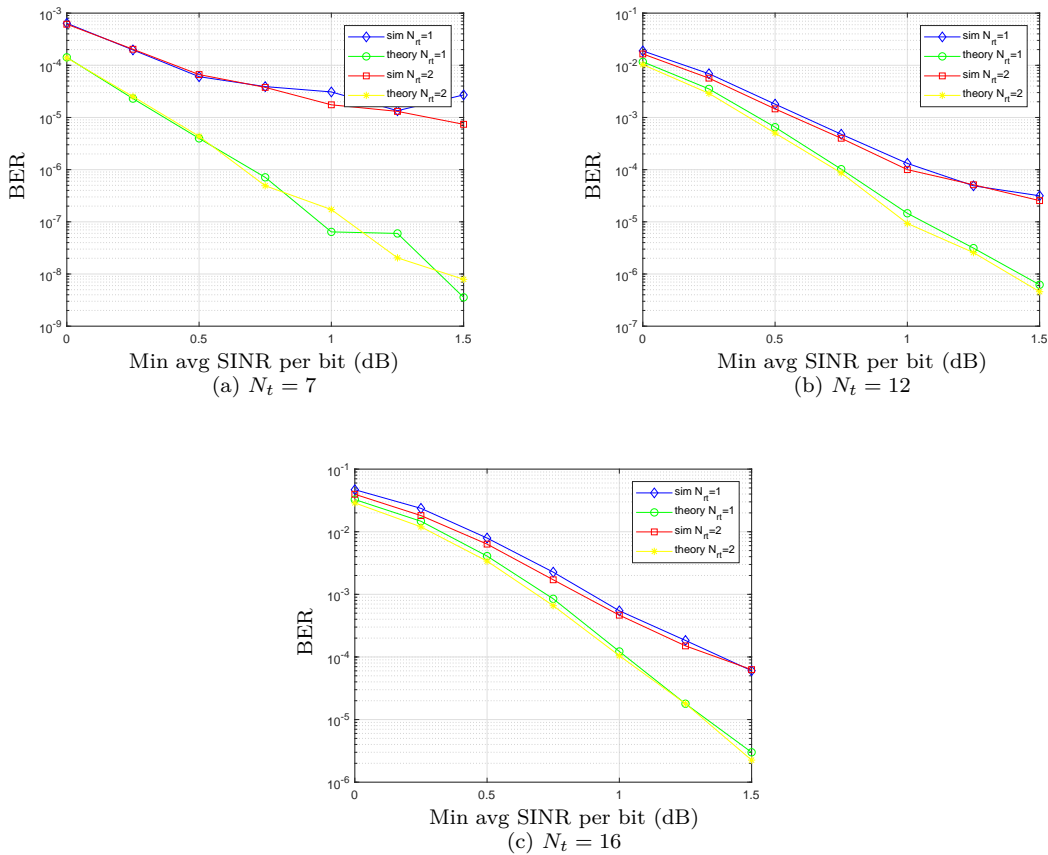 10^-3
10^-4
10^-5
10^-6
10^-7
10^-8
10^-9
BER
sim N_rt=1
theory N_rt=1
sim N_rt=2
theory N_rt=2
0 0.5 1 1.5
Min avg SINR per bit (dB)
(a) N_t = 7
10^-1
10^-2
10^-3
10^-4
10^-5
10^-6
10^-7
BER
sim N_rt=1
theory N_rt=1
sim N_rt=2
theory N_rt=2
0 0.5 1 1.5
Min avg SINR per bit (dB)
(b) N_t = 12
10^-1
10^-2
10^-3
10^-4
10^-5
10^-6
BER
sim N_rt=1
theory N_rt=1
sim N_rt=2
theory N_rt=2
0 0.5 1 1.5
Min avg SINR per bit (dB)
(c) N_t = 16